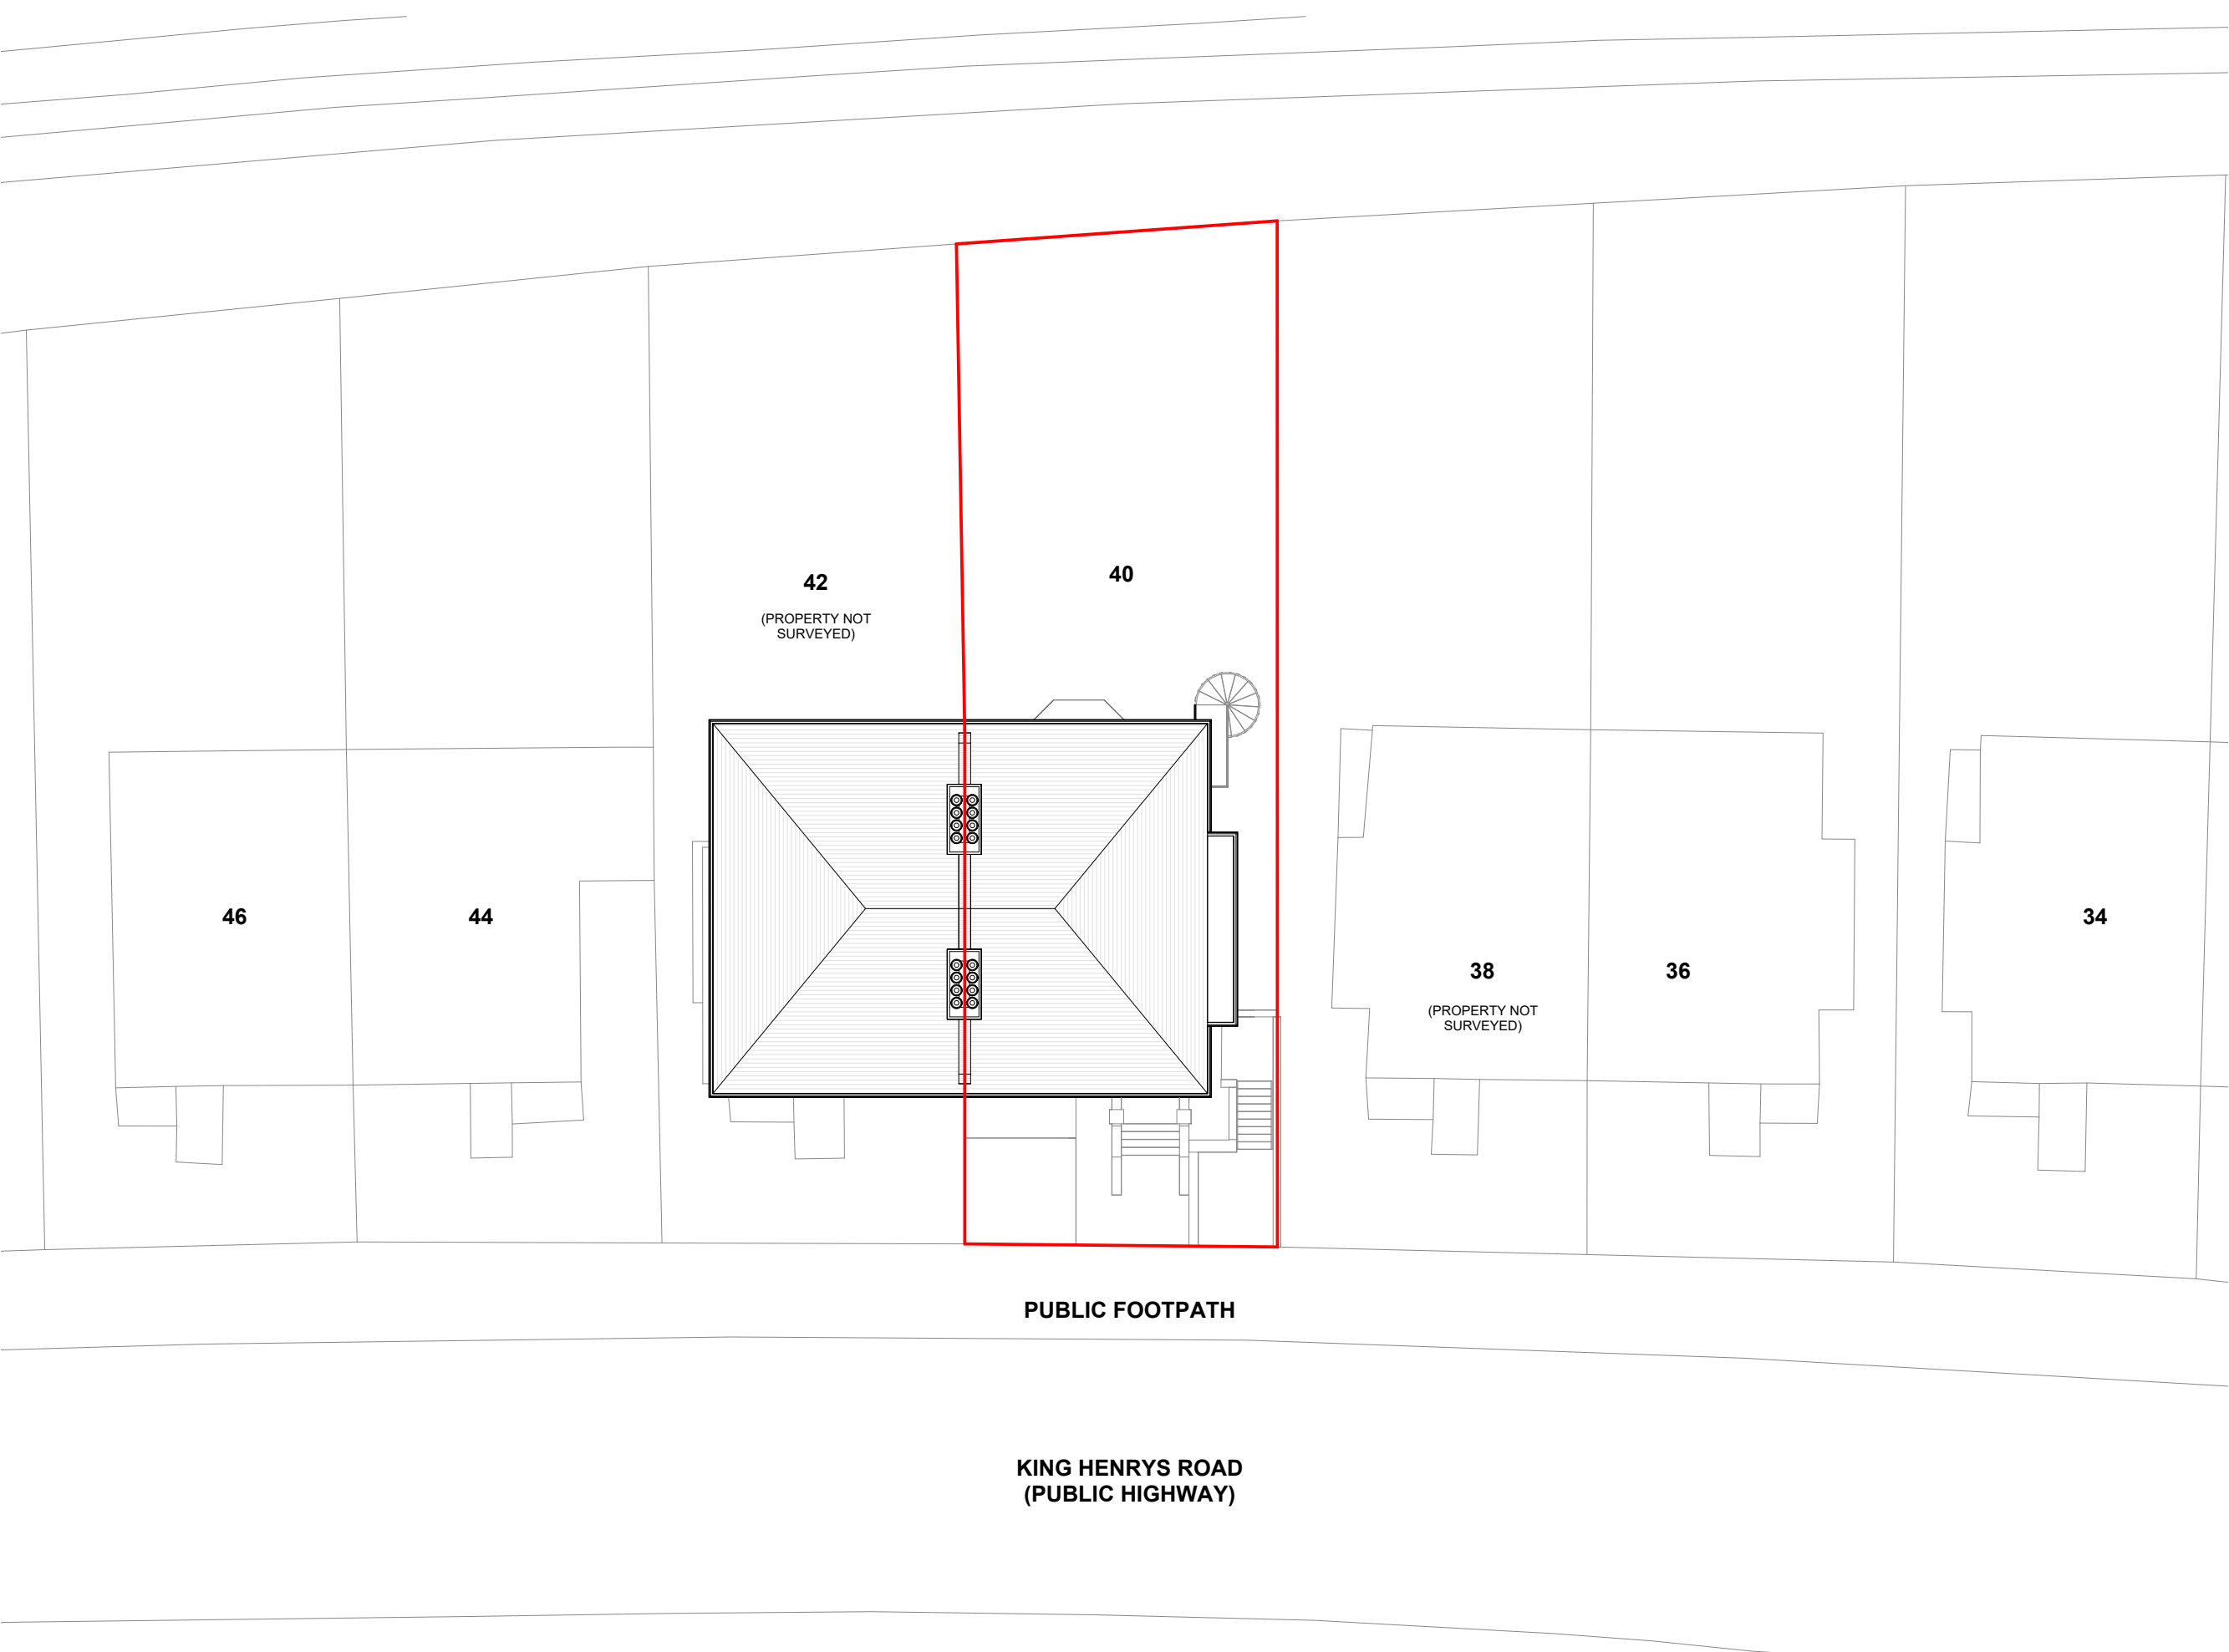 40
42
(PROPERTY NOT
SURVEYED)
46
44
34
38
36
(PROPERTY NOT
SURVEYED)
PUBLIC FOOTPATH
KING HENRYS ROAD
(PUBLIC HIGHWAY)